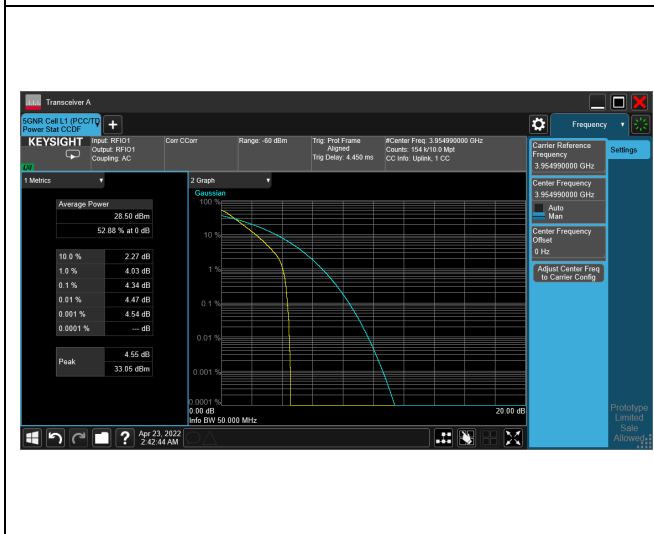 Transceiver A
5GNR Cell L1 (PCC/TD
Power Stat CCDF
Frequency
KEYSIGHT
Input: RFIO1
Output: RFIO1
Coupling: AC
Corr CCorr
Range: -60 dBm
Trig: Prot Frame
Aligned
Trig Delay: 4.450 ms
#Center Freq: 3.954990000 GHz
Counts: 154 k/10.0 Mpt
CC Info: Uplink, 1 CC
1 Metrics
2 Graph
Average Power
28.50 dBm
52.88 % at 0 dB
10.0 % 2.27 dB
1.0 % 4.03 dB
0.1 % 4.34 dB
0.01 % 4.47 dB
0.001 % 4.54 dB
0.0001 % --- dB
Peak 4.55 dB
33.05 dBm
Gaussian
100 %
10 %
1 %
0.1 %
0.01 %
0.001 %
0.0001 %
0.00 dB 20.00 dB
Info BW 50.000 MHz
Carrier Reference
Frequency
3.954990000 GHz
Center Frequency
3.954990000 GHz
Auto
Man
Center Frequency
Offset
0 Hz
Adjust Center Freq
to Carrier Config
Settings
Prototype
Limited
Sale
Allowed
Apr 23, 2022
2:42:44 AM